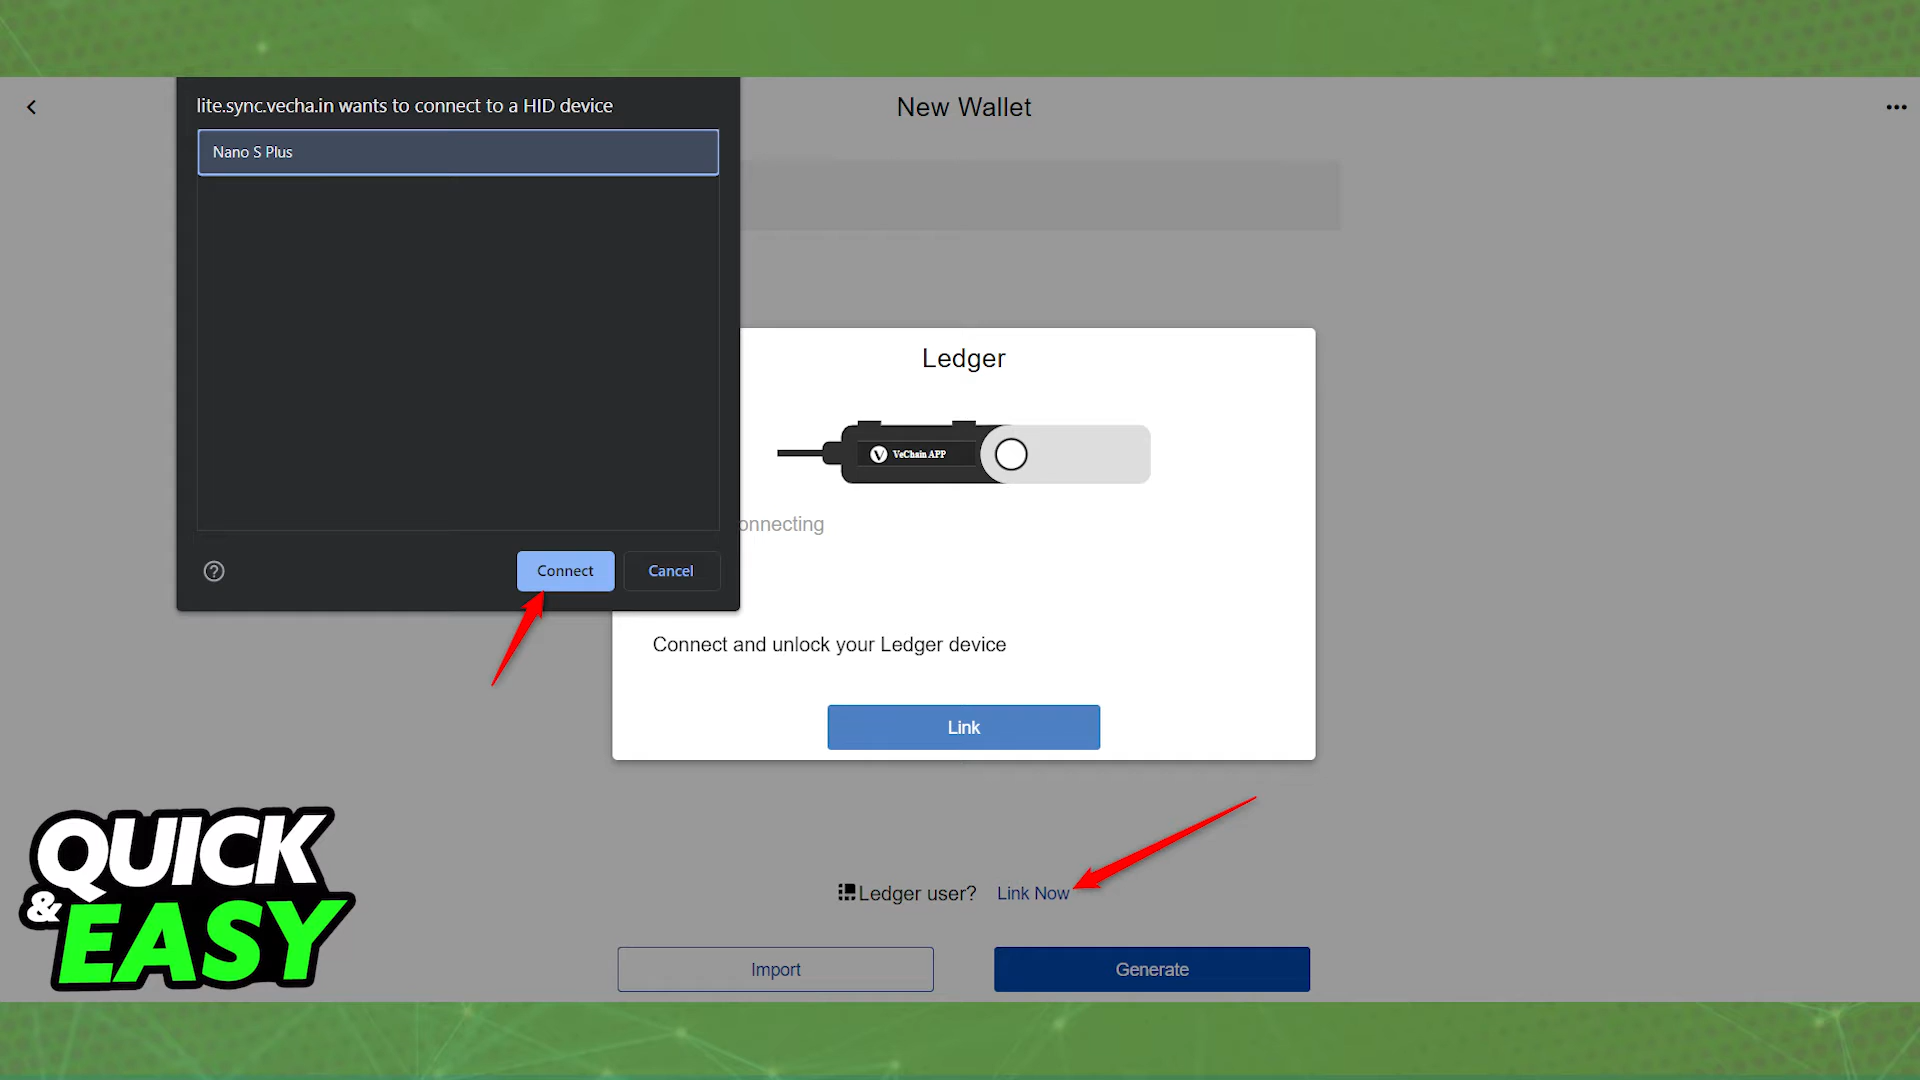 New Wallet
lite.sync.vecha.in wants to connect to a HID device
Nano S Plus
Connect
Cancel
Ledger
VeChain APP
onnecting
Connect and unlock your Ledger device
Link
Ledger user? Link Now
Import
Generate
QUICK
&
EASY